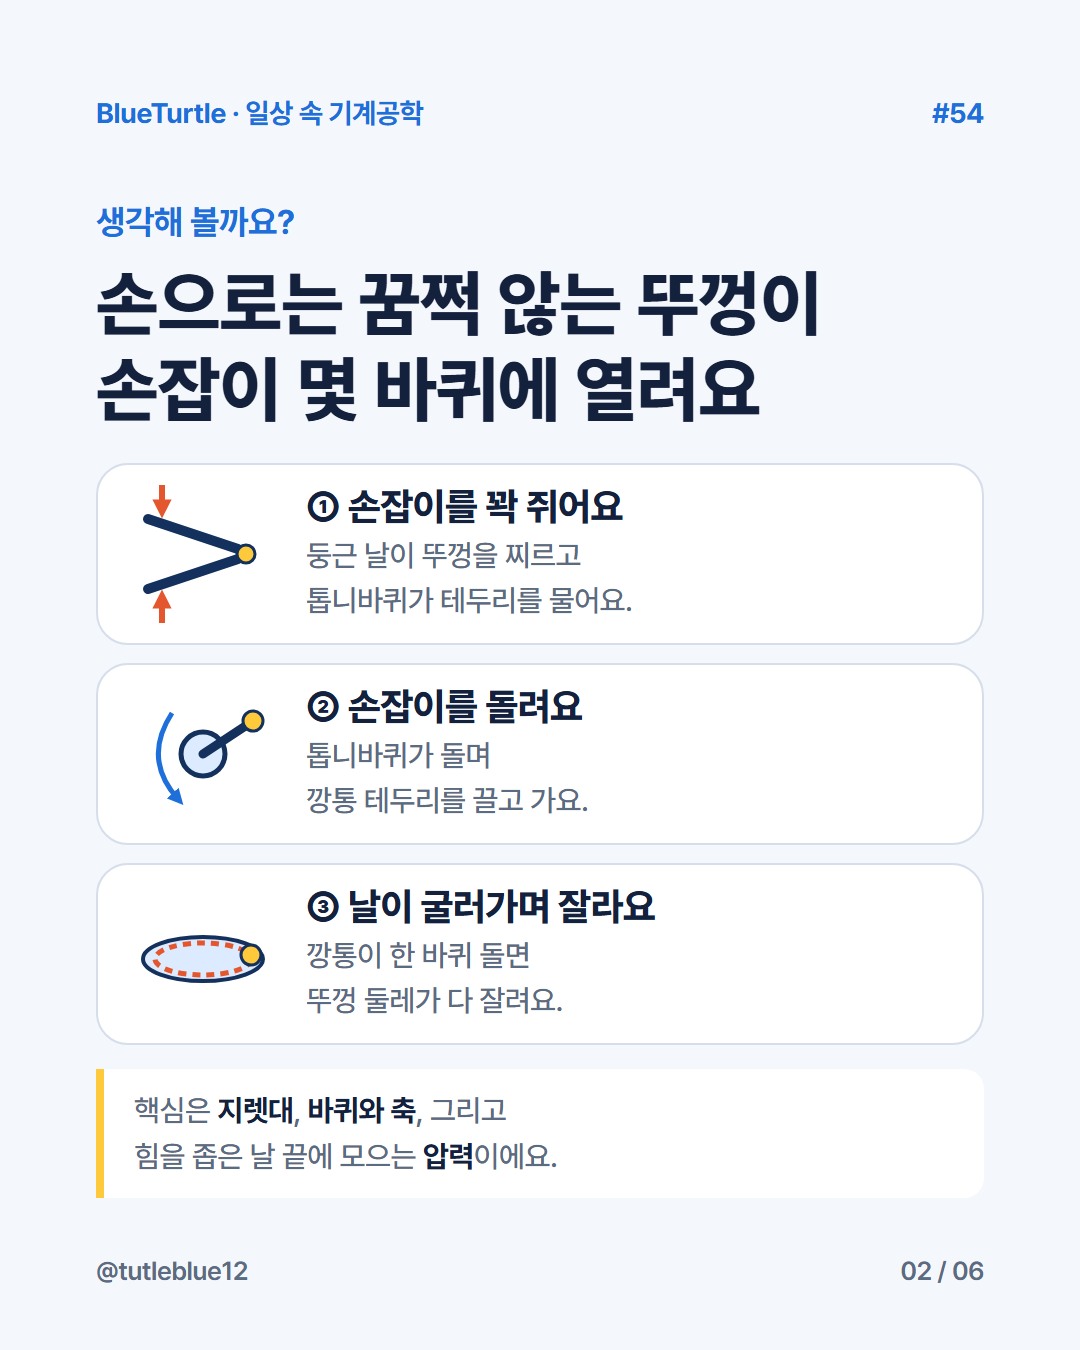 BlueTurtle · 일상 속 기계공학
#54
생각해 볼까요?
손으로는 꿈쩍 않는 뚜껑이
손잡이 몇 바퀴에 열려요
① 손잡이를 꽉 쥐어요
둥근 날이 뚜껑을 찌르고
톱니바퀴가 테두리를 물어요.
② 손잡이를 돌려요
톱니바퀴가 돌며
깡통 테두리를 끌고 가요.
③ 날이 굴러가며 잘라요
깡통이 한 바퀴 돌면
뚜껑 둘레가 다 잘려요.
핵심은 지렛대, 바퀴와 축, 그리고
힘을 좁은 날 끝에 모으는 압력이에요.
@tutleblue12
02 / 06